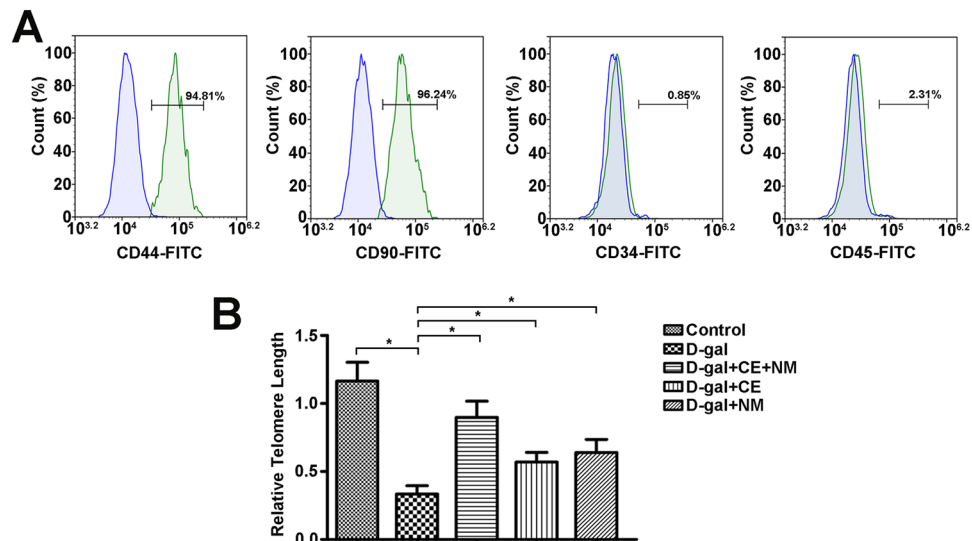 A
Count (%)
100
80
60
40
20
0
94.81%
10^3.2 10^4 10^5 10^6.2
CD44-FITC
Count (%)
100
80
60
40
20
0
96.24%
10^3.2 10^4 10^5 10^6.2
CD90-FITC
Count (%)
100
80
60
40
20
0
0.85%
10^3.2 10^4 10^5 10^6.2
CD34-FITC
Count (%)
100
80
60
40
20
0
2.31%
10^3.2 10^4 10^5 10^6.2
CD45-FITC
B
Relative Telomere Length
1.5
1.0
0.5
0.0
*
*
*
*
Control
D-gal
D-gal+CE+NM
D-gal+CE
D-gal+NM